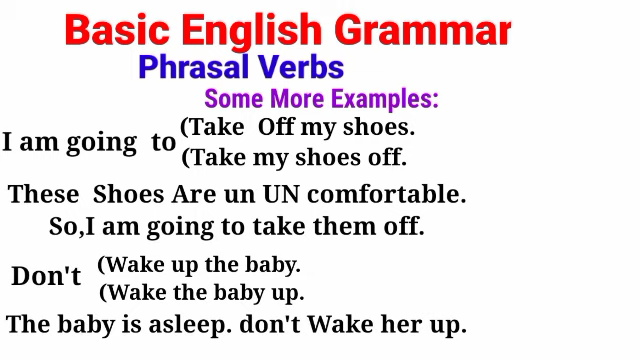 Basic English Grammar
Phrasal Verbs
Some More Examples:
I am going to
(Take Off my shoes.
(Take my shoes off.
These Shoes Are un UN comfortable.
So,I am going to take them off.
Don't
(Wake up the baby.
(Wake the baby up.
The baby is asleep. don't Wake her up.